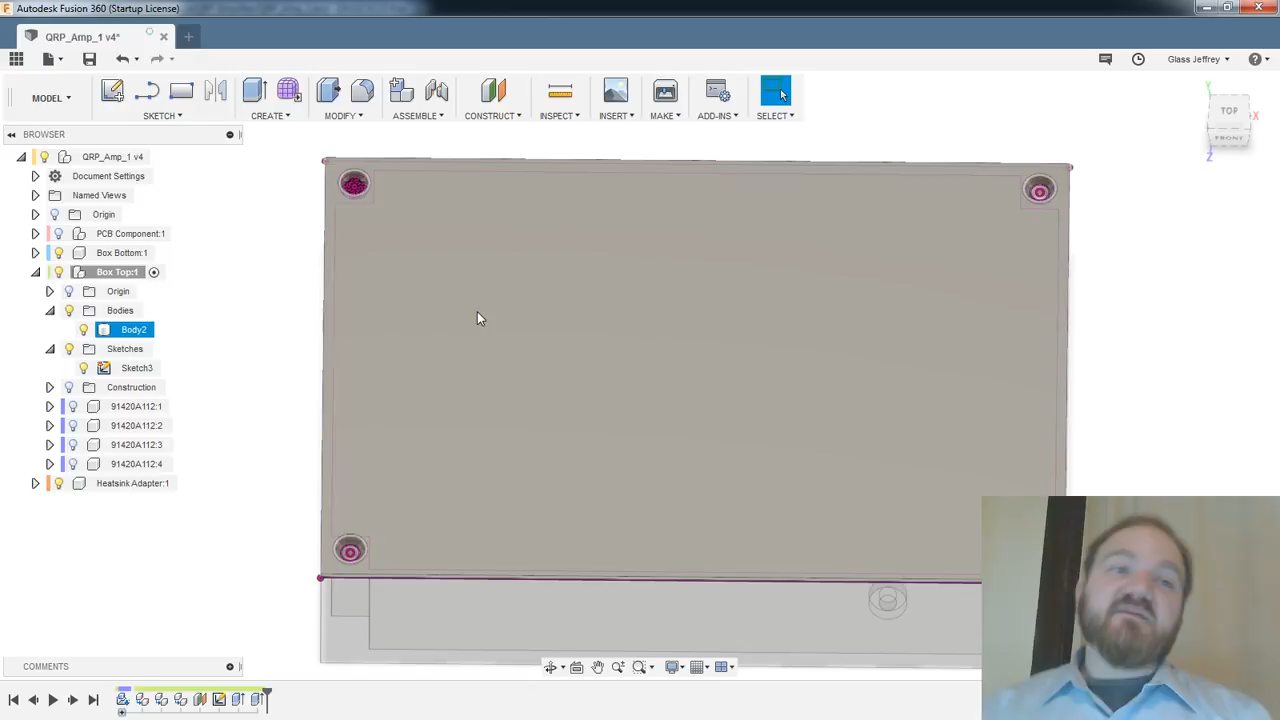 Autodesk Fusion 360 (Startup License)
QRP_Amp_1 v4*
Glass Jeffrey
MODEL
SKETCH
CREATE
MODIFY
ASSEMBLE
CONSTRUCT
INSPECT
INSERT
MAKE
ADD-INS
SELECT
BROWSER
QRP_Amp_1 v4
Document Settings
Named Views
Origin
PCB Component:1
Box Bottom:1
Box Top:1
Origin
Bodies
Body2
Sketches
Sketch3
Construction
91420A112:1
91420A112:2
91420A112:3
91420A112:4
Heatsink Adapter:1
Y
TOP
X
FRONT
Z
COMMENTS